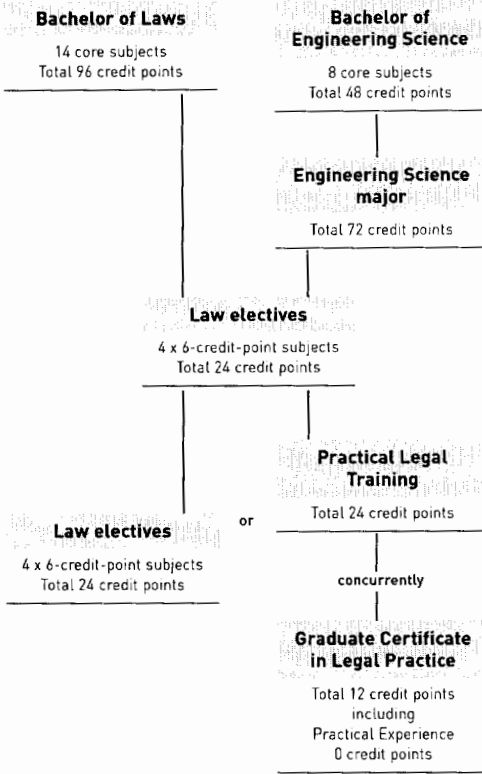 Bachelor of Laws
14 core subjects
Total 96 credit points
Bachelor of
Engineering Science
8 core subjects
Total 48 credit points
Engineering Science
major
Total 72 credit points
Law electives
4 x 6-credit-point subjects
Total 24 credit points
Law electives
4 x 6-credit-point subjects
Total 24 credit points
or
Practical Legal
Training
Total 24 credit points
concurrently
Graduate Certificate
in Legal Practice
Total 12 credit points
including
Practical Experience
0 credit points